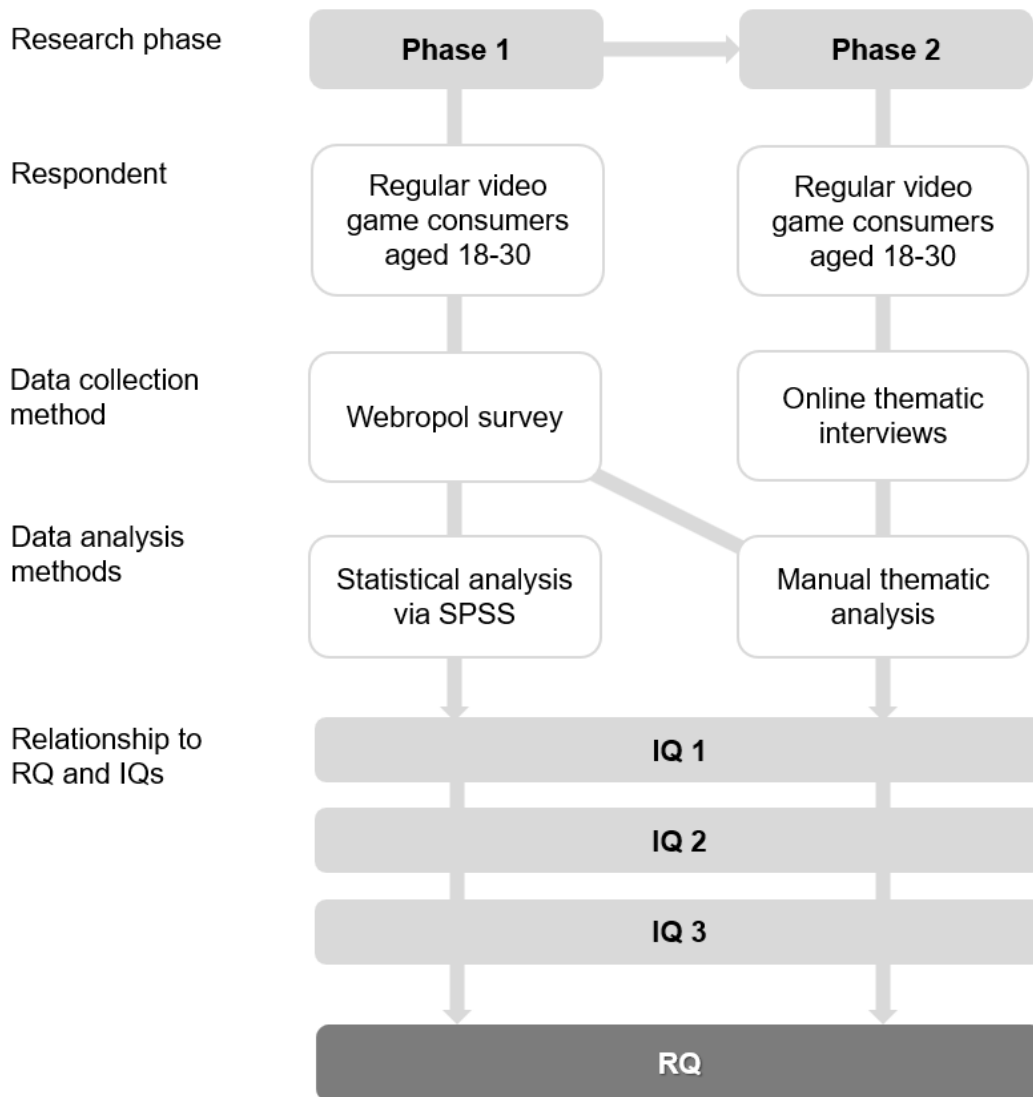 Research phase
Phase 1
Phase 2
Respondent
Regular video
game consumers
aged 18-30
Regular video
game consumers
aged 18-30
Data collection
method
Webropol survey
Online thematic
interviews
Data analysis
methods
Statistical analysis
via SPSS
Manual thematic
analysis
Relationship to
RQ and IQs
IQ 1
IQ 2
IQ 3
RQ